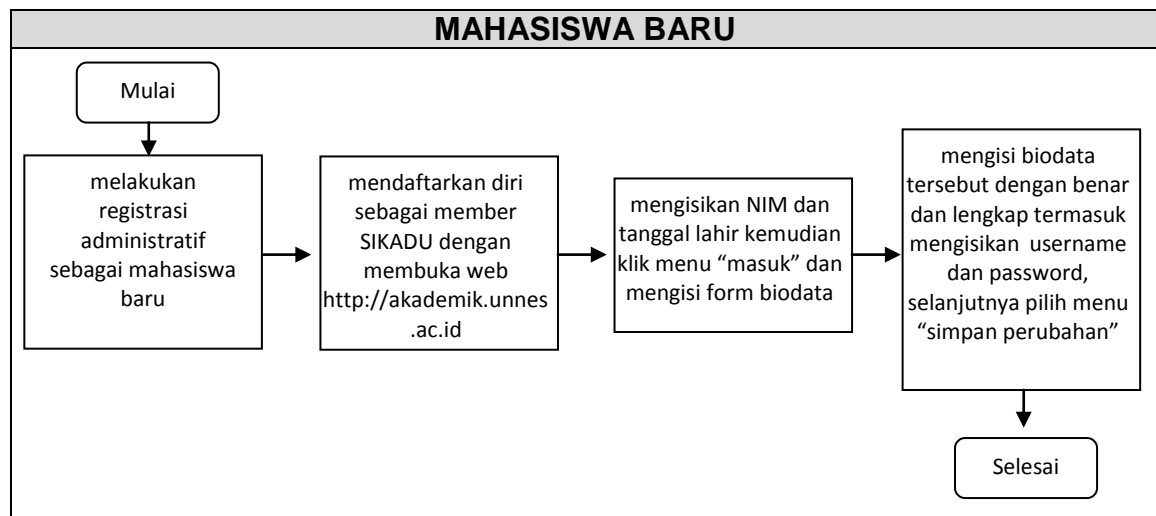 MAHASISWA BARU
Mulai
melakukan
registrasi
administratif
sebagai mahasiswa
baru
mendaftarkan diri
sebagai member
SIKADU dengan
membuka web
http://akademik.unnes
.ac.id
mengisikan NIM dan
tanggal lahir kemudian
klik menu “masuk” dan
mengisi form biodata
mengisi biodata
tersebut dengan benar
dan lengkap termasuk
mengisikan username
dan password,
selanjutnya pilih menu
“simpan perubahan”
Selesai